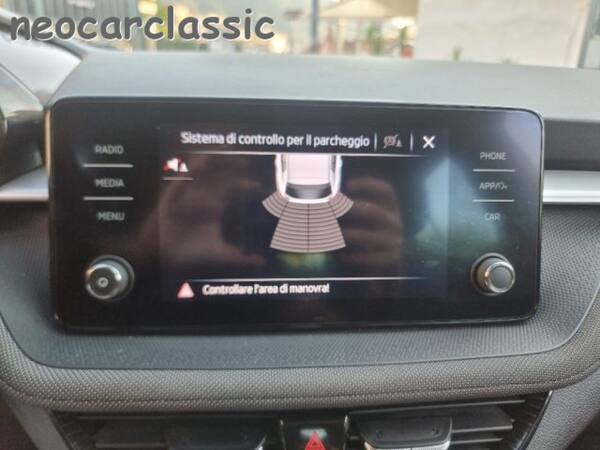 neocarclassic
Sistema di controllo per il parcheggio
RADIO
MEDIA
MENU
PHONE
APP/
CAR
Controllare l'area di manovra!